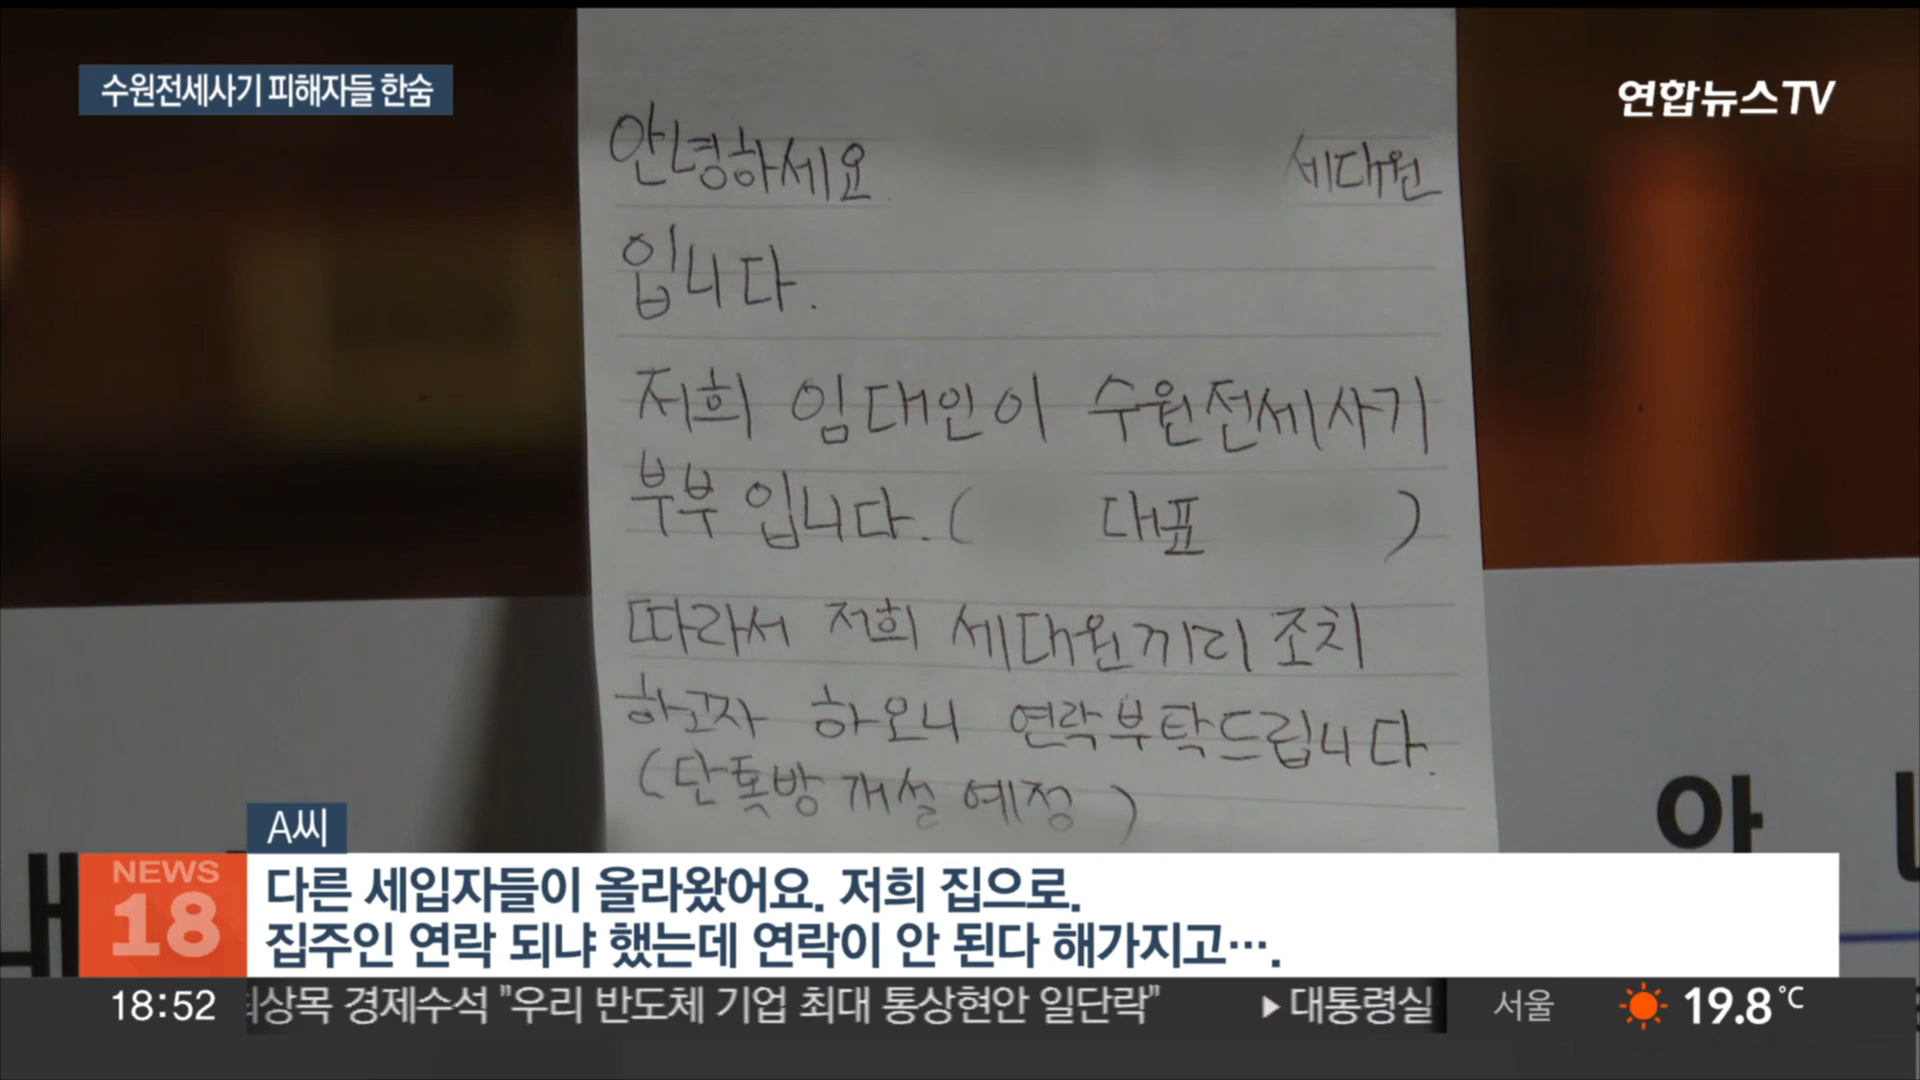 수원전세사기 피해자들 한숨
연합뉴스TV
안녕하세요 세대원
입니다.
저희 임대인이 수원전세사기
부부입니다. ( 대표 )
따라서 저희 세대원끼리 조치
하고자 하오니 연락부탁드립니다.
(단톡방 개설 예정)
A씨
NEWS
18
다른 세입자들이 올라왔어요. 저희 집으로.
집주인 연락 되냐 했는데 연락이 안 된다 해가지고….
18:52 최상목 경제수석 "우리 반도체 기업 최대 통상현안 일단락" ▶대통령실 서울 19.8℃